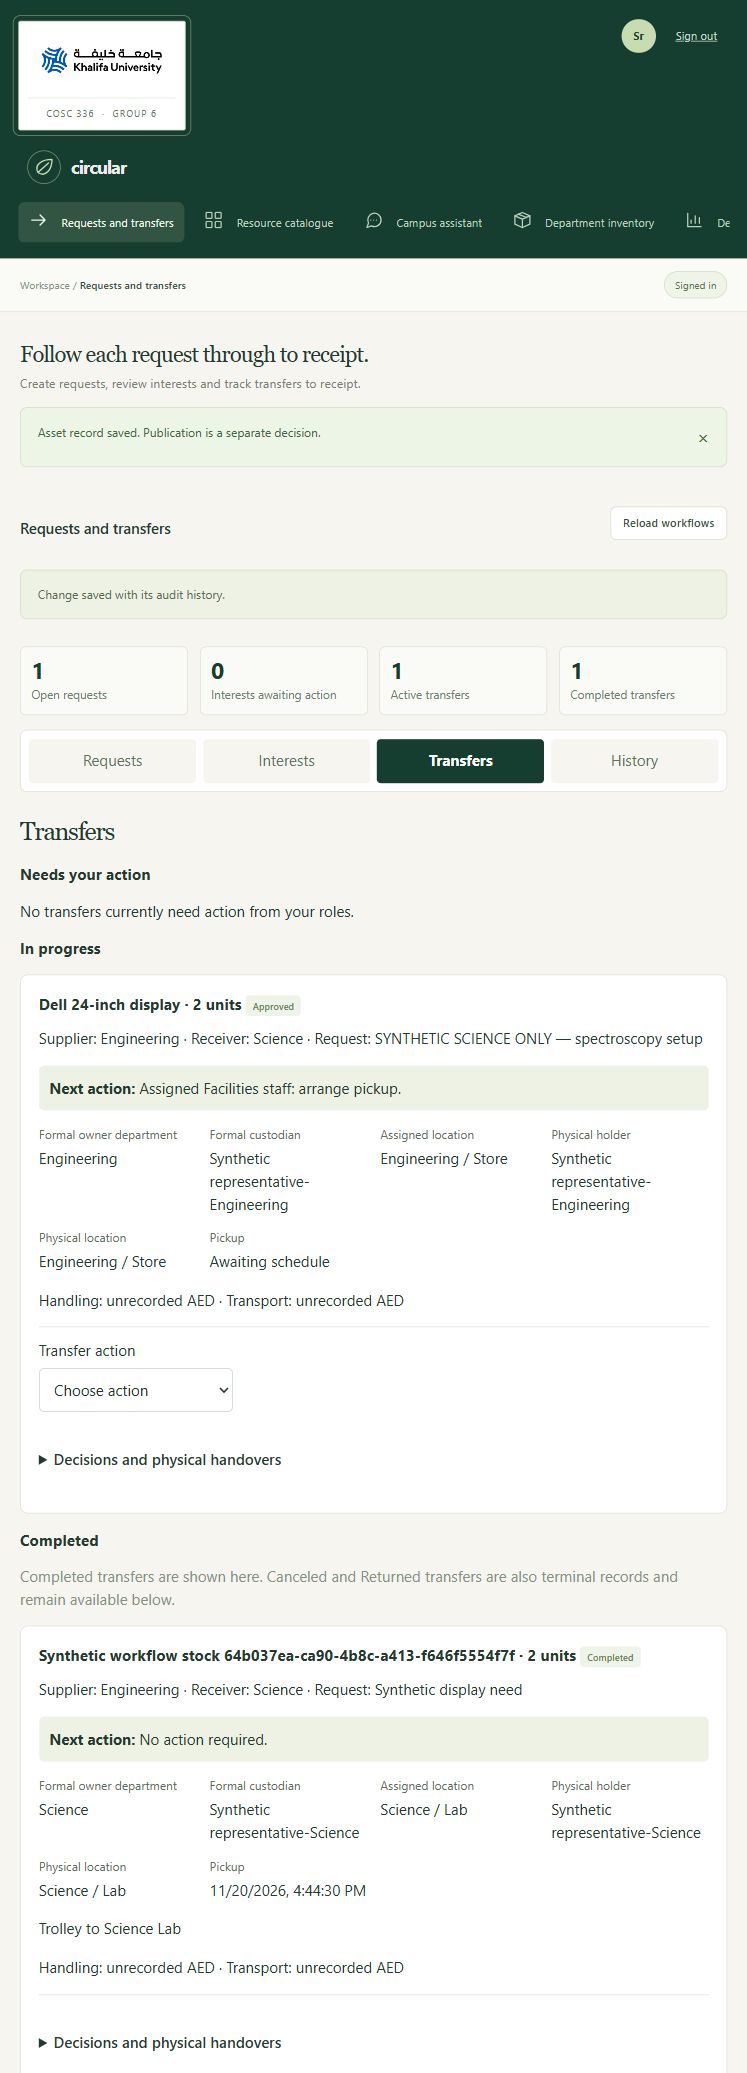 جامعة خليفة
Khalifa University
COSC 336 · GROUP 6
Sr
Sign out
circular
Requests and transfers
Resource catalogue
Campus assistant
Department inventory
De
Workspace / Requests and transfers
Signed in
Follow each request through to receipt.
Create requests, review interests and track transfers to receipt.
Asset record saved. Publication is a separate decision.
×
Requests and transfers
Reload workflows
Change saved with its audit history.
1
Open requests
0
Interests awaiting action
1
Active transfers
1
Completed transfers
Requests
Interests
Transfers
History
Transfers
Needs your action
No transfers currently need action from your roles.
In progress
Dell 24-inch display · 2 units Approved
Supplier: Engineering · Receiver: Science · Request: SYNTHETIC SCIENCE ONLY — spectroscopy setup
Next action: Assigned Facilities staff: arrange pickup.
Formal owner department
Engineering
Formal custodian
Synthetic
representative-
Engineering
Assigned location
Engineering / Store
Physical holder
Synthetic
representative-
Engineering
Physical location
Engineering / Store
Pickup
Awaiting schedule
Handling: unrecorded AED · Transport: unrecorded AED
Transfer action
Choose action
Decisions and physical handovers
Completed
Completed transfers are shown here. Canceled and Returned transfers are also terminal records and
remain available below.
Synthetic workflow stock 64b037ea-ca90-4b8c-a413-f646f5554f7f · 2 units Completed
Supplier: Engineering · Receiver: Science · Request: Synthetic display need
Next action: No action required.
Formal owner department
Science
Formal custodian
Synthetic
representative-Science
Assigned location
Science / Lab
Physical holder
Synthetic
representative-Science
Physical location
Science / Lab
Pickup
11/20/2026, 4:44:30 PM
Trolley to Science Lab
Handling: unrecorded AED · Transport: unrecorded AED
Decisions and physical handovers